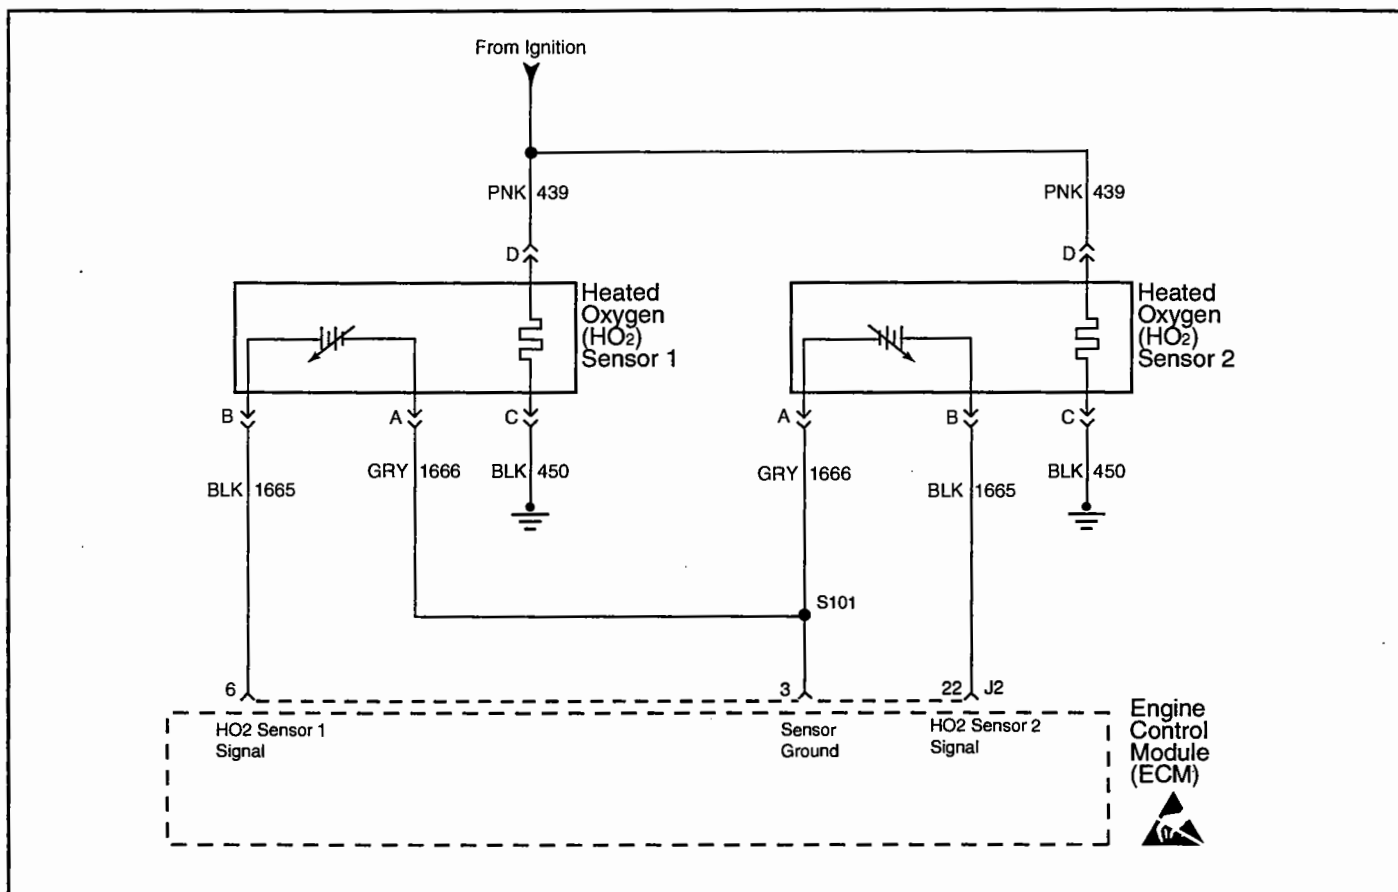 From Ignition
PNK 439
PNK 439
D
D
Heated
Oxygen
(HO2)
Sensor 1
Heated
Oxygen
(HO2)
Sensor 2
B
A
C
A
B
C
GRY 1666
BLK 450
GRY 1666
BLK 450
BLK 1665
BLK 1665
S101
6
3
22
J2
HO2 Sensor 1
Signal
Sensor
Ground
HO2 Sensor 2
Signal
Engine
Control
Module
(ECM)